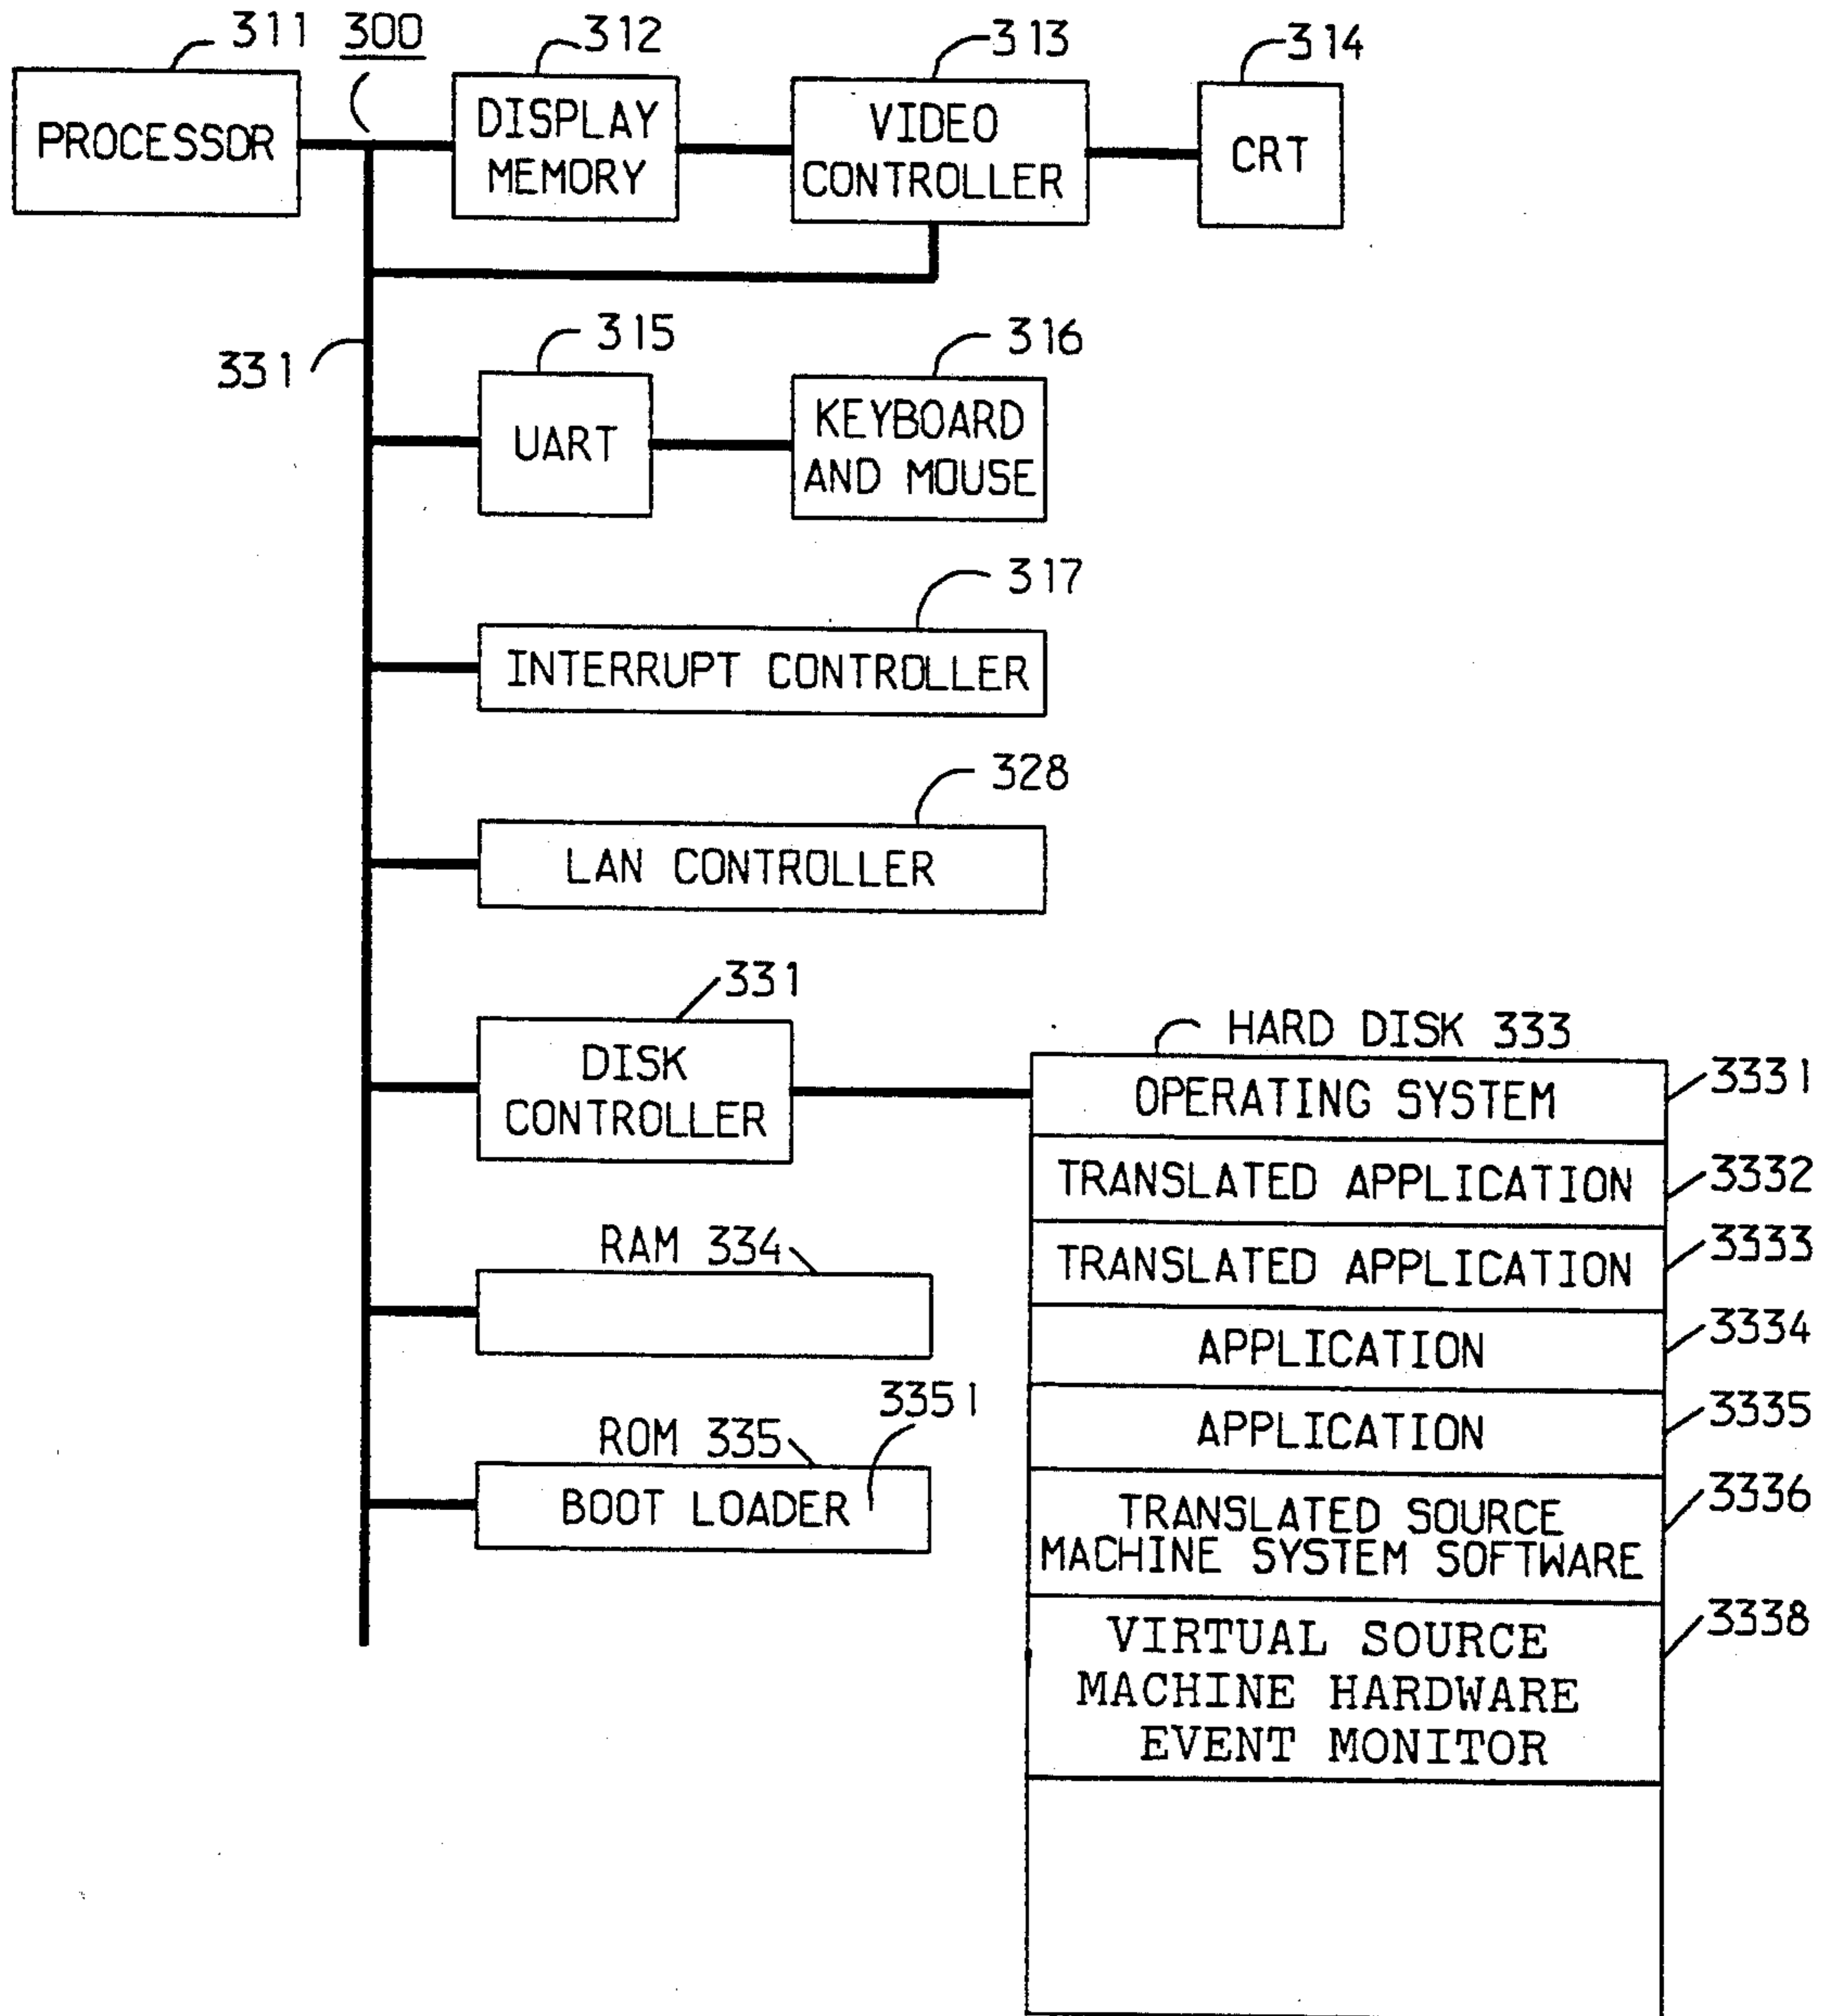 311 300 312 313 314
PROCESSOR
DISPLAY
MEMORY
VIDEO
CONTROLLER
CRT
331
315 316
UART
KEYBOARD
AND MOUSE
317
INTERRUPT CONTROLLER
328
LAN CONTROLLER
331
DISK
CONTROLLER
HARD DISK 333
OPERATING SYSTEM 3331
TRANSLATED APPLICATION 3332
TRANSLATED APPLICATION 3333
RAM 334
APPLICATION 3334
APPLICATION 3335
ROM 335 3351
BOOT LOADER
TRANSLATED SOURCE
MACHINE SYSTEM SOFTWARE 3336
VIRTUAL SOURCE
MACHINE HARDWARE
EVENT MONITOR 3338